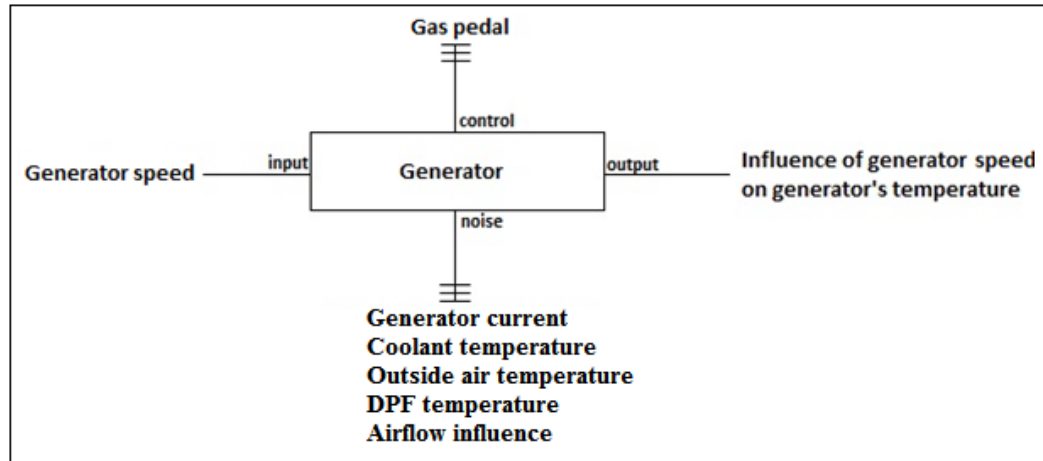 Gas pedal
control
Generator speed
input
Generator
output
Influence of generator speed
on generator's temperature
noise
Generator current
Coolant temperature
Outside air temperature
DPF temperature
Airflow influence